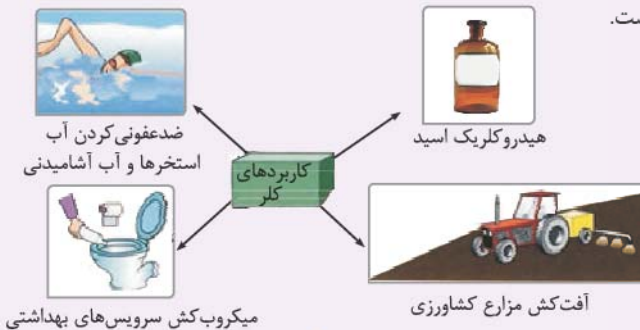 ست.
ضدعفونی‌کردن آب
استخرها و آب آشامیدنی
هیدروکلریک اسید
کاربردهای
کلر
میکروب‌کش سرویس‌های بهداشتی
آفت‌کش مزارع کشاورزی